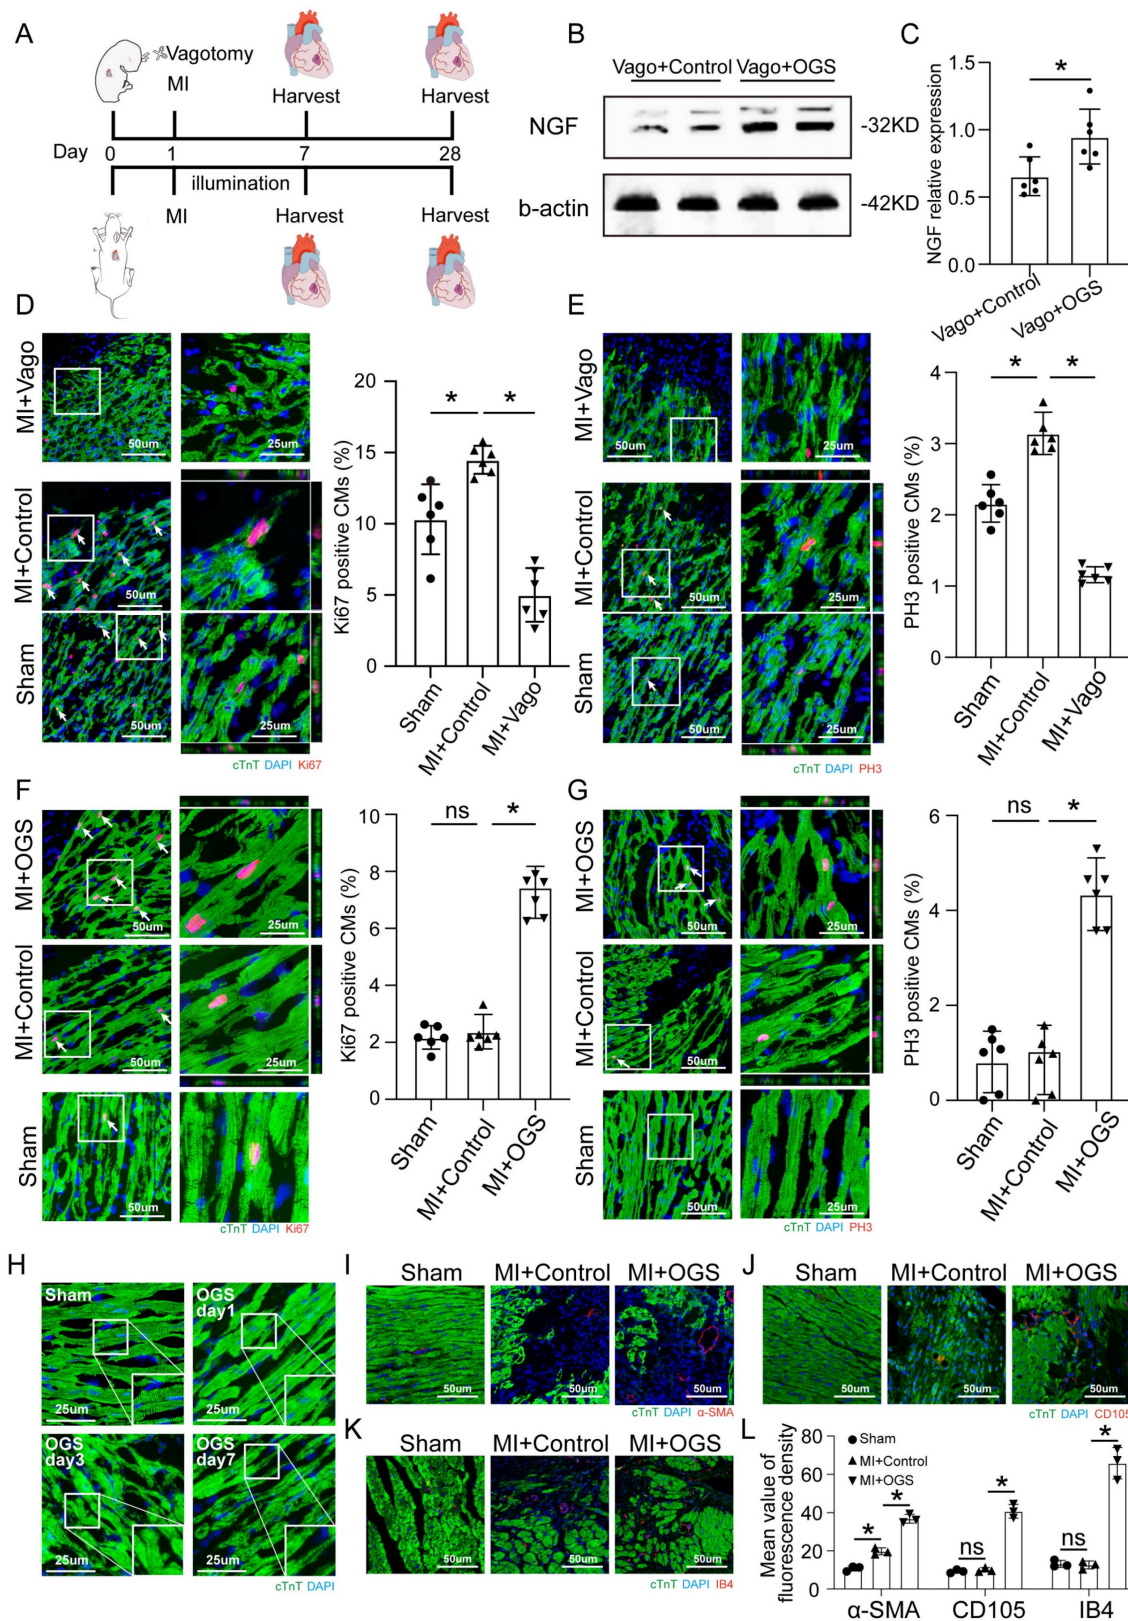 A
Vagotomy
MI
Harvest
Harvest
Day
0
1
7
28
illumination
MI
Harvest
Harvest
B
Vago+Control
Vago+OGS
NGF
-32KD
b-actin
-42KD
C
NGF relative expression
1.5
1.0
0.5
0.0
*
Vago+Control
Vago+OGS
D
MI+Vago
50um
25um
MI+Control
50um
25um
Sham
50um
25um
cTnT DAPI Ki67
Ki67 positive CMs (%)
20
15
10
5
0
*
*
Sham
MI+Control
MI+Vago
E
MI+Vago
50um
25um
MI+Control
50um
25um
Sham
50um
25um
cTnT DAPI PH3
PH3 positive CMs (%)
4
3
2
1
0
*
*
Sham
MI+Control
MI+Vago
F
MI+OGS
50um
25um
MI+Control
50um
25um
Sham
50um
25um
cTnT DAPI Ki67
Ki67 positive CMs (%)
10
8
6
4
2
0
ns
*
Sham
MI+Control
MI+OGS
G
MI+OGS
50um
25um
MI+Control
50um
25um
Sham
50um
25um
cTnT DAPI PH3
PH3 positive CMs (%)
6
4
2
0
ns
*
Sham
MI+Control
MI+OGS
H
Sham
25um
OGS
day1
25um
OGS
day3
25um
OGS
day7
25um
cTnT DAPI
I
Sham
MI+Control
MI+OGS
50um
50um
50um
cTnT DAPI α-SMA
J
Sham
MI+Control
MI+OGS
50um
50um
50um
cTnT DAPI CD105
K
Sham
MI+Control
MI+OGS
50um
50um
50um
cTnT DAPI IB4
L
Mean value of
fluorescence density
80
60
40
20
0
Sham
MI+Control
MI+OGS
*
*
ns
*
ns
*
α-SMA
CD105
IB4